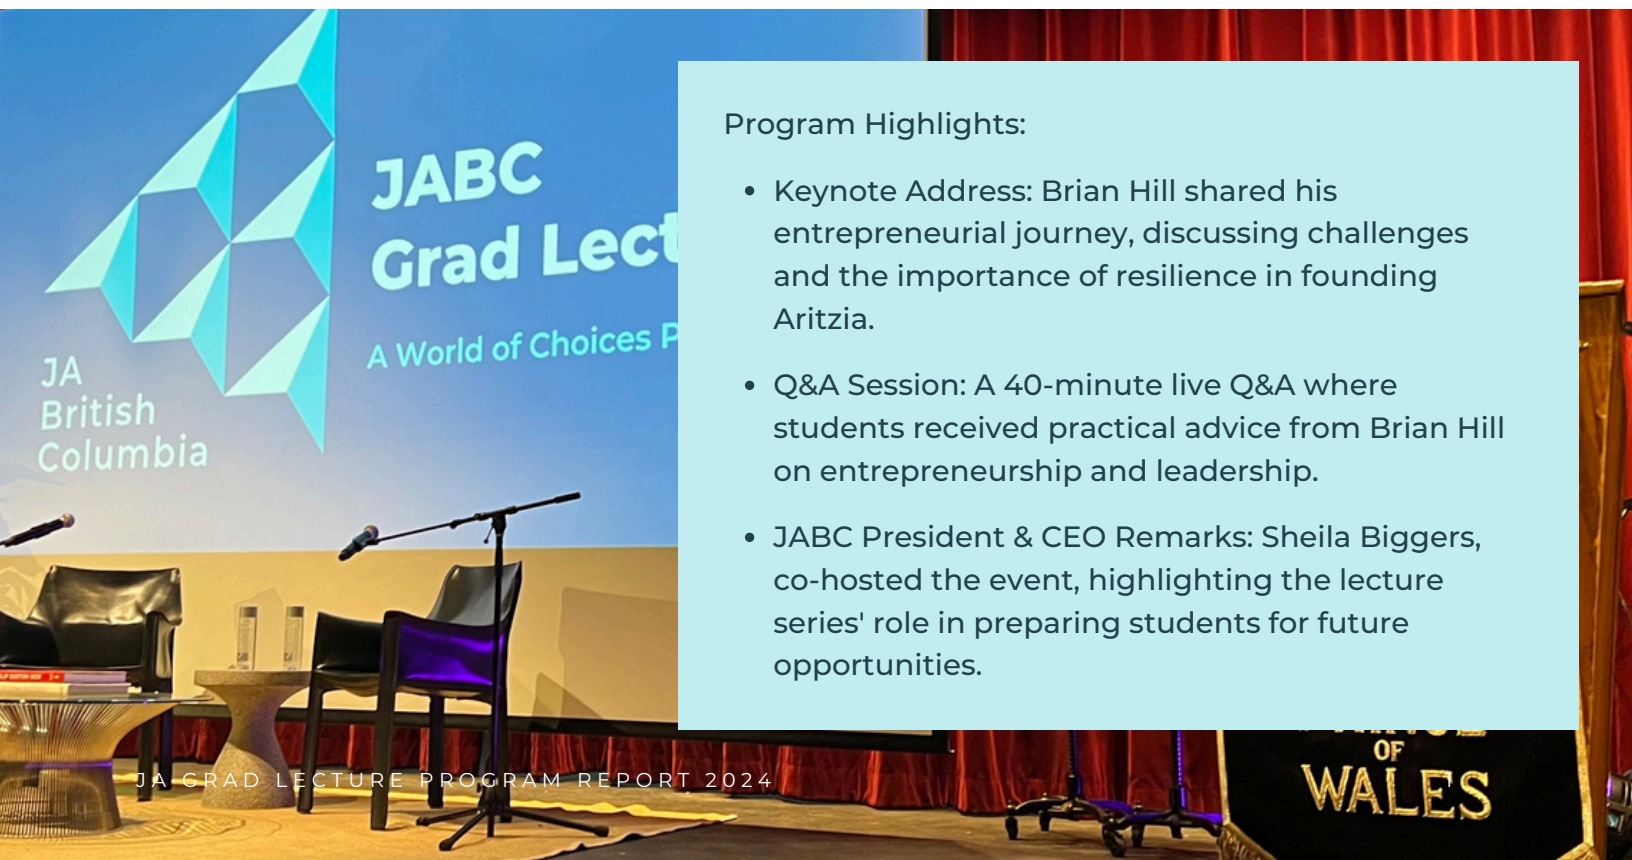 JABC
Grad Lect
A World of Choices P
JA
British
Columbia
Program Highlights:
• Keynote Address: Brian Hill shared his
entrepreneurial journey, discussing challenges
and the importance of resilience in founding
Aritzia.
• Q&A Session: A 40-minute live Q&A where
students received practical advice from Brian Hill
on entrepreneurship and leadership.
• JABC President & CEO Remarks: Sheila Biggers,
co-hosted the event, highlighting the lecture
series' role in preparing students for future
opportunities.
OF
WALES
JA GRAD LECTURE PROGRAM REPORT 2024